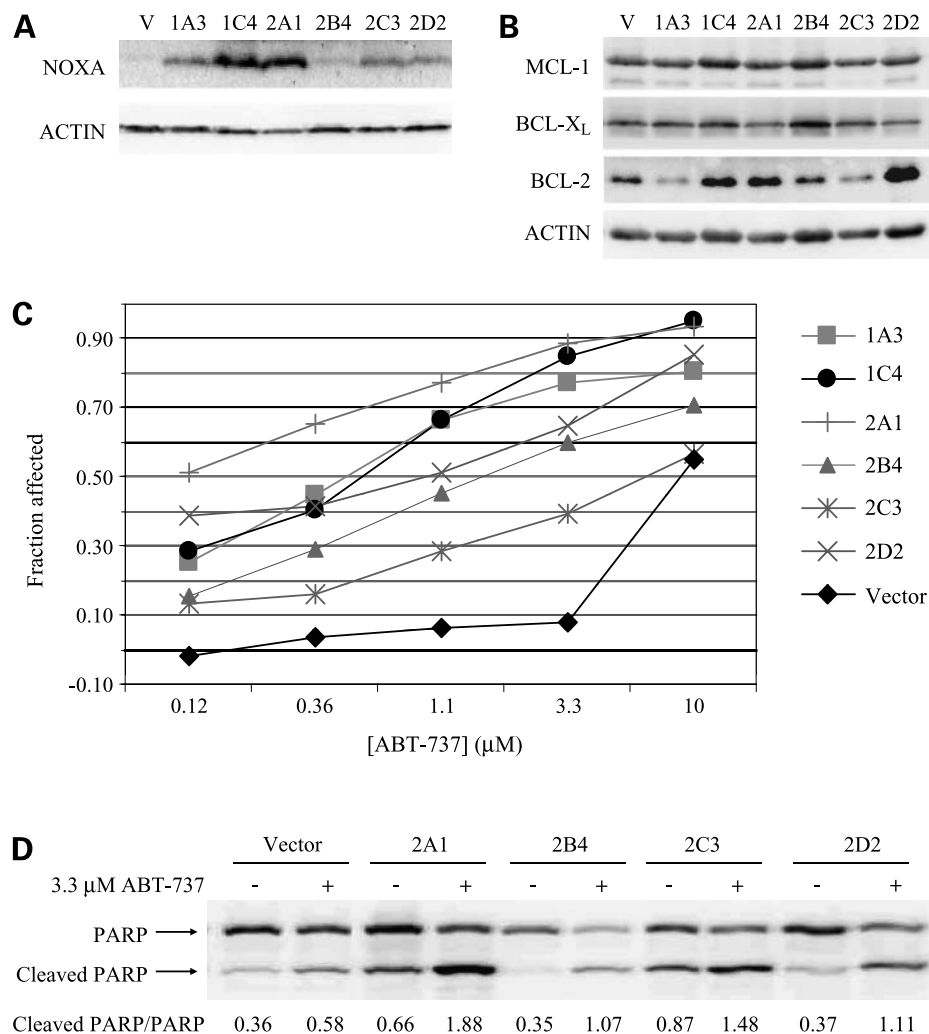 A
V 1A3 1C4 2A1 2B4 2C3 2D2
NOXA
ACTIN
B
V 1A3 1C4 2A1 2B4 2C3 2D2
MCL-1
BCL-XL
BCL-2
ACTIN
C
0.90
0.70
0.50
0.30
0.10
-0.10
Fraction affected
0.12 0.36 1.1 3.3 10
[ABT-737] (μM)
1A3
1C4
2A1
2B4
2C3
2D2
Vector
D
Vector 2A1 2B4 2C3 2D2
3.3 μM ABT-737 - + - + - + - + - +
PARP
Cleaved PARP
Cleaved PARP/PARP 0.36 0.58 0.66 1.88 0.35 1.07 0.87 1.48 0.37 1.11